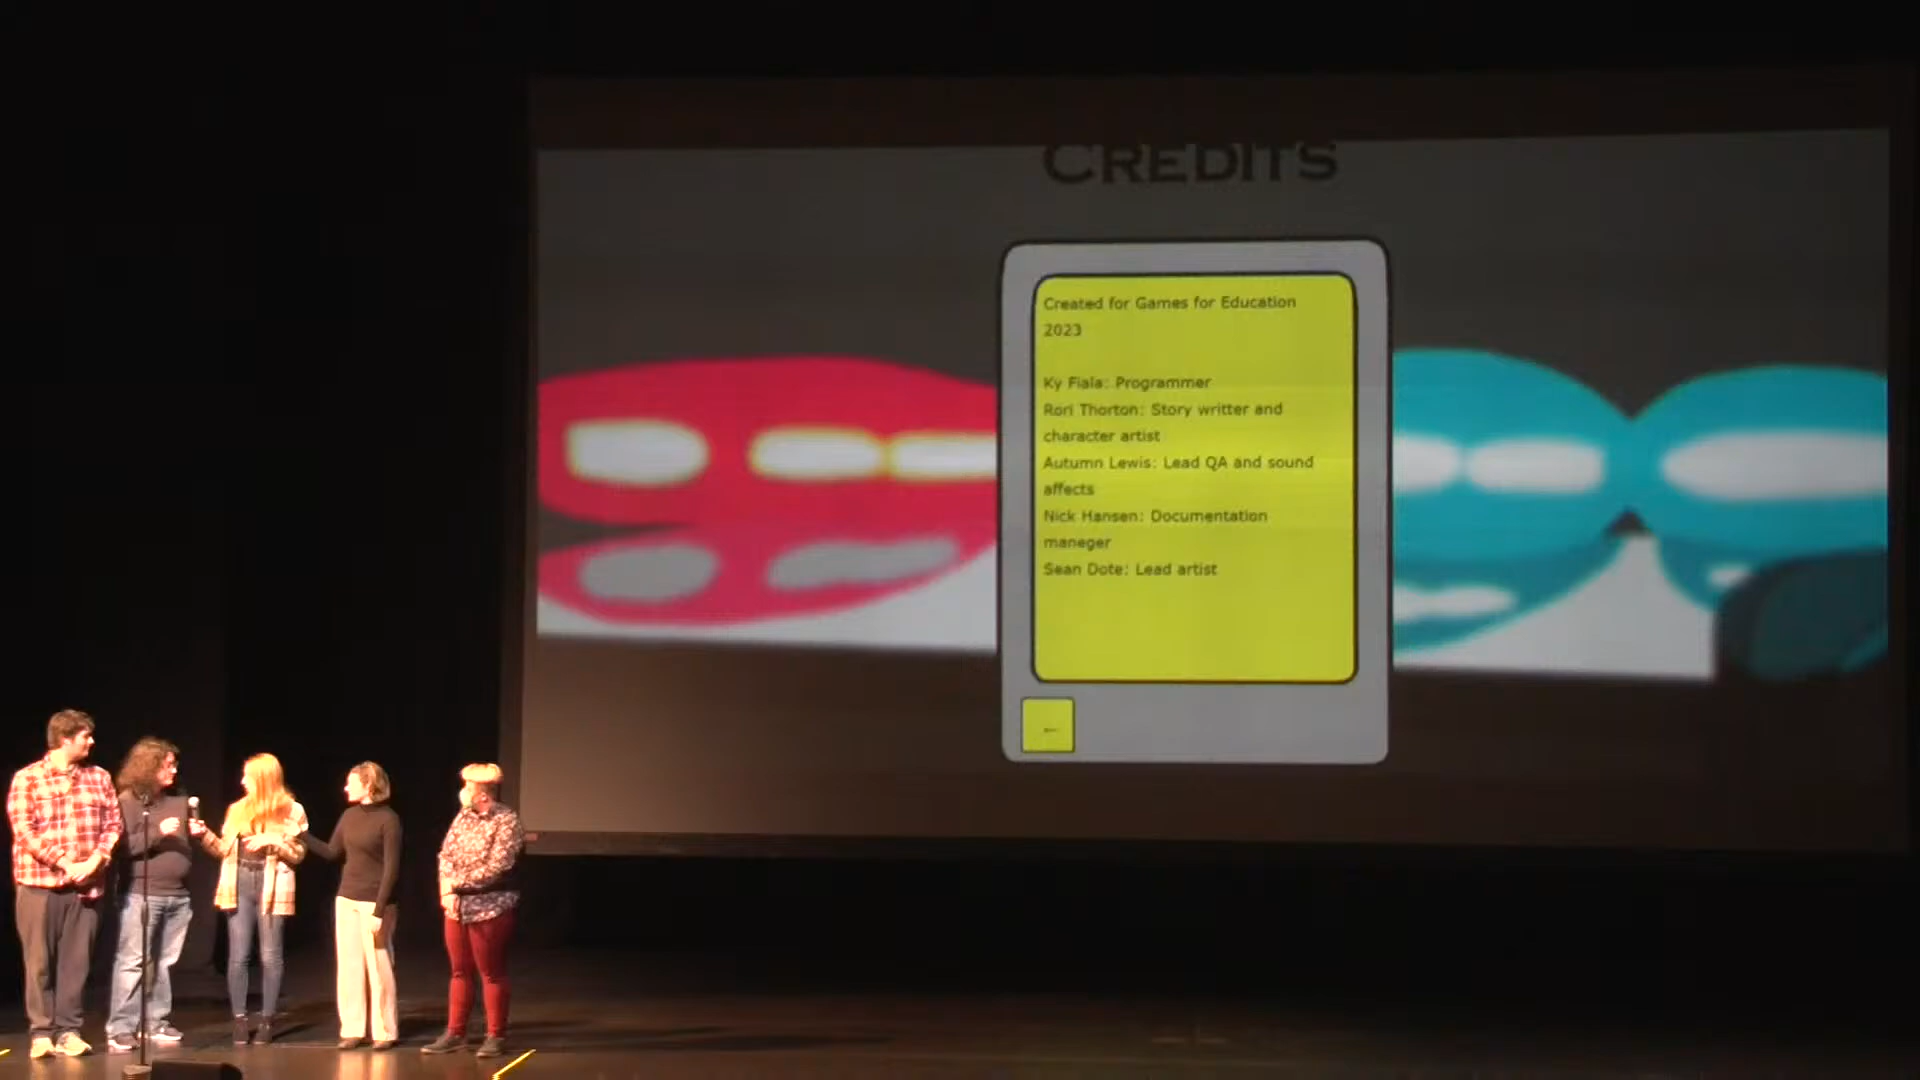 CREDITS
Created for Games for Education
2023
Ky Fiala: Programmer
Rori Thorton: Story writter and
character artist
Autumn Lewis: Lead QA and sound
affects
Nick Hansen: Documentation
maneger
Sean Dote: Lead artist